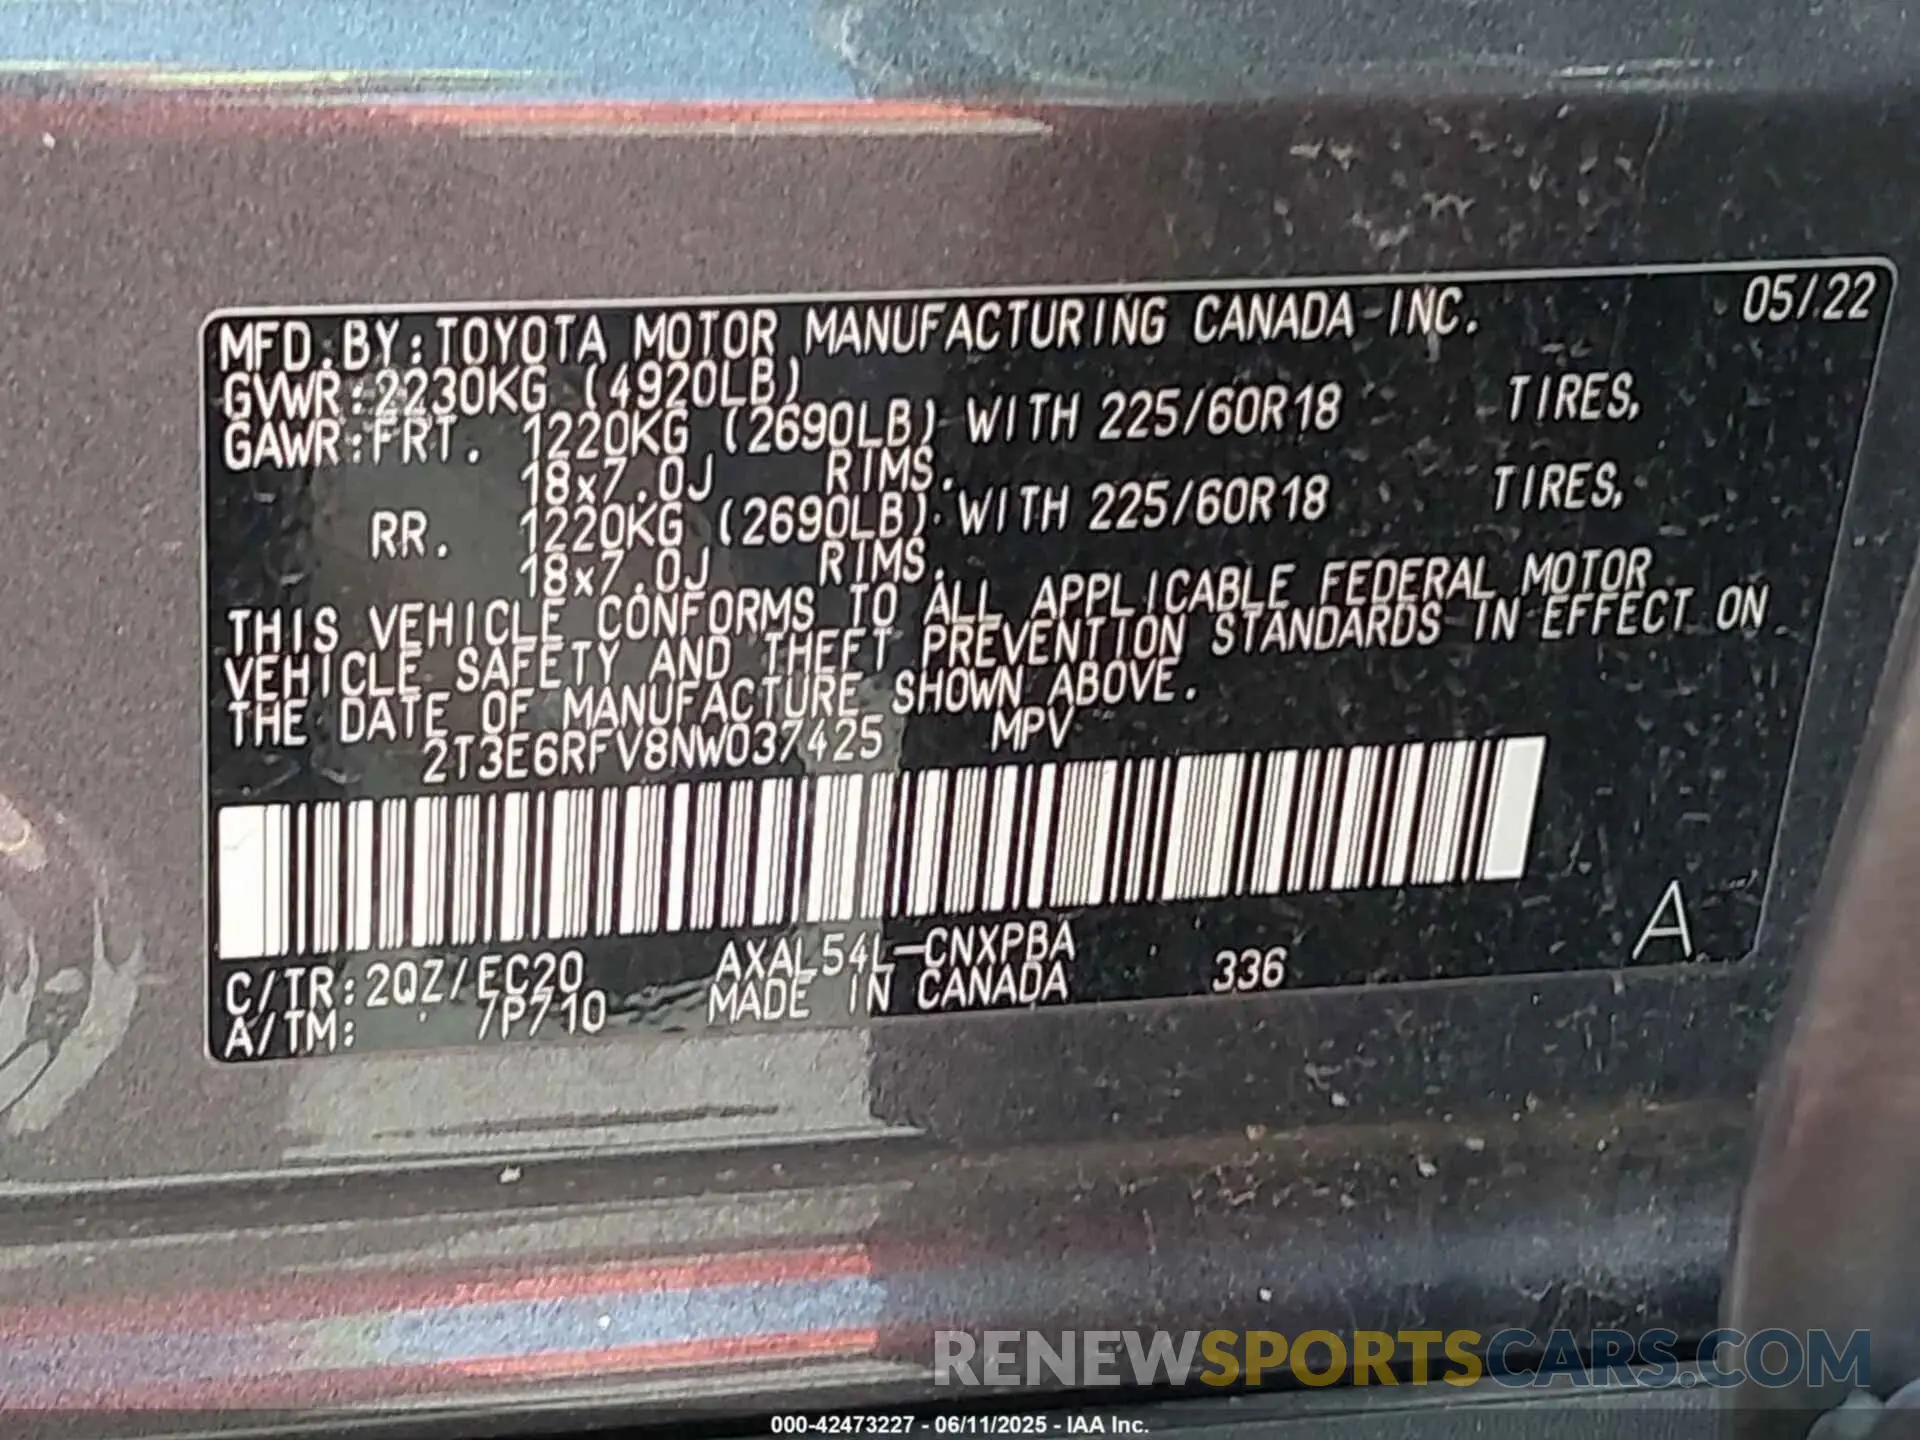 MFD.BY:TOYOTA MOTOR MANUFACTURING CANADA INC. 05/22
GVWR:2230KG (4920LB)
GAWR:FRT. 1220KG (2690LB) WITH 225/60R18 TIRES,
18x7.0J RIMS.
RR. 1220KG (2690LB) WITH 225/60R18 TIRES,
18x7.0J RIMS.
THIS VEHICLE CONFORMS TO ALL APPLICABLE FEDERAL MOTOR
VEHICLE SAFETY AND THEFT PREVENTION STANDARDS IN EFFECT ON
THE DATE OF MANUFACTURE SHOWN ABOVE.
2T3E6RFV8NW037425 MPV
C/TR:2QZ/EC20 AXAL54L-CNXPBA 336 A
A/TM: 7P710 MADE IN CANADA
RENEWSPORTSCARS.COM
000-42473227 - 06/11/2025 - IAA Inc.